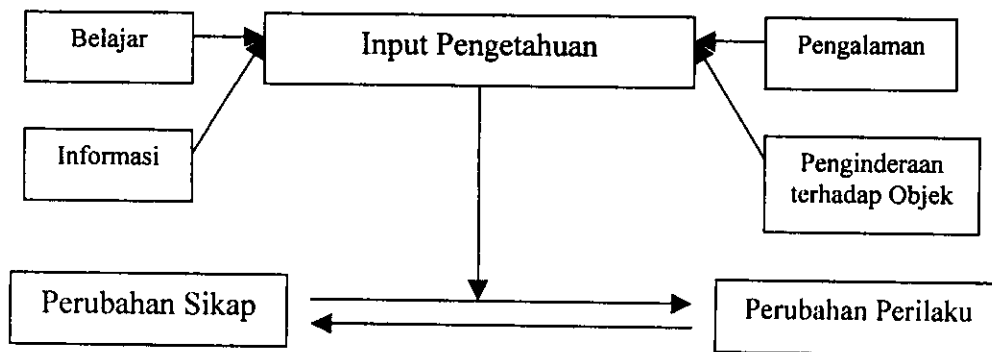 Belajar
Input Pengetahuan
Pengalaman
Informasi
Penginderaan
terhadap Objek
Perubahan Sikap
Perubahan Perilaku